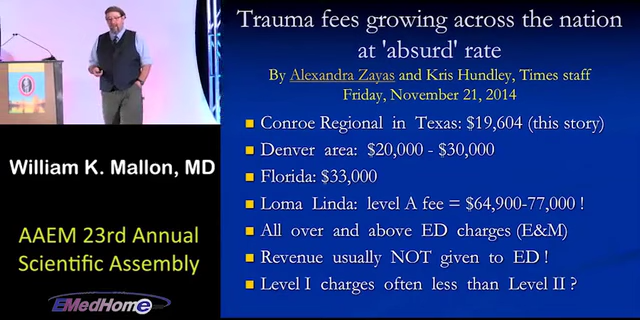 Trauma fees growing across the nation
at 'absurd' rate
By Alexandra Zayas and Kris Hundley, Times staff
Friday, November 21, 2014
Conroe Regional in Texas: $19,604 (this story)
Denver area: $20,000 - $30,000
Florida: $33,000
Loma Linda: level A fee = $64,900-77,000 !
All over and above ED charges (E&M)
Revenue usually NOT given to ED !
Level I charges often less than Level II ?
William K. Mallon, MD
AAEM 23rd Annual
Scientific Assembly
EMedHome